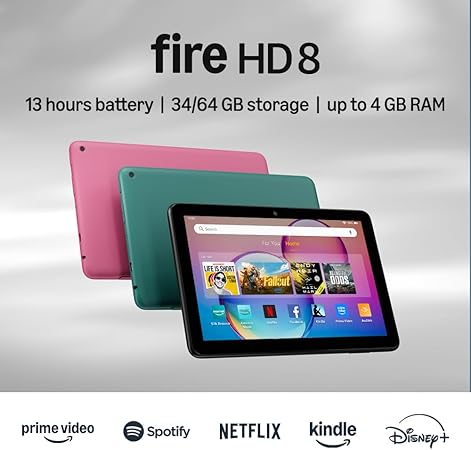 fire HD 8
13 hours battery | 34/64 GB storage | up to 4 GB RAM
Search
For You Home
LIFE IS SHORT
Fallout
prime video
Spotify
NETFLIX
kindle
Disney+